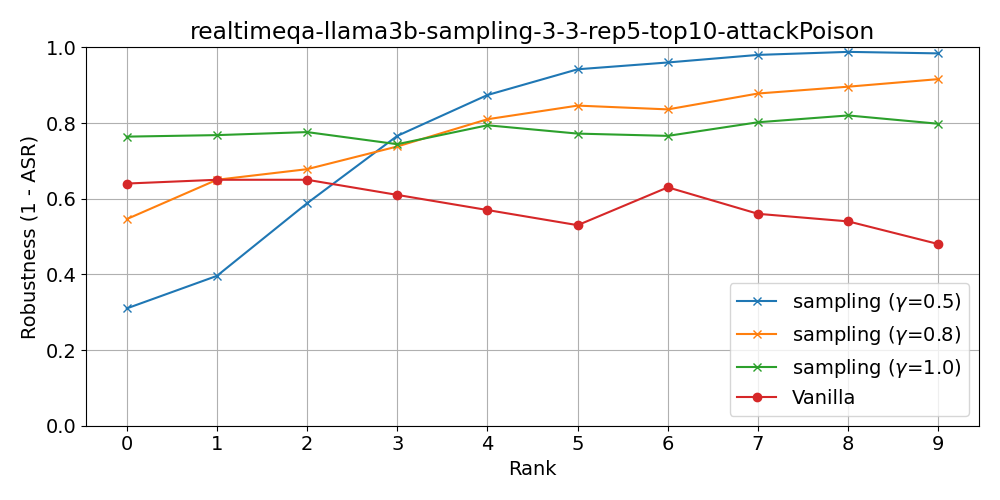 realtimeqa-llama3b-sampling-3-3-rep5-top10-attackPoison
Robustness (1 - ASR)
1.0
0.8
0.6
0.4
0.2
0.0
sampling (γ=0.5)
sampling (γ=0.8)
sampling (γ=1.0)
Vanilla
0 1 2 3 4 5 6 7 8 9
Rank